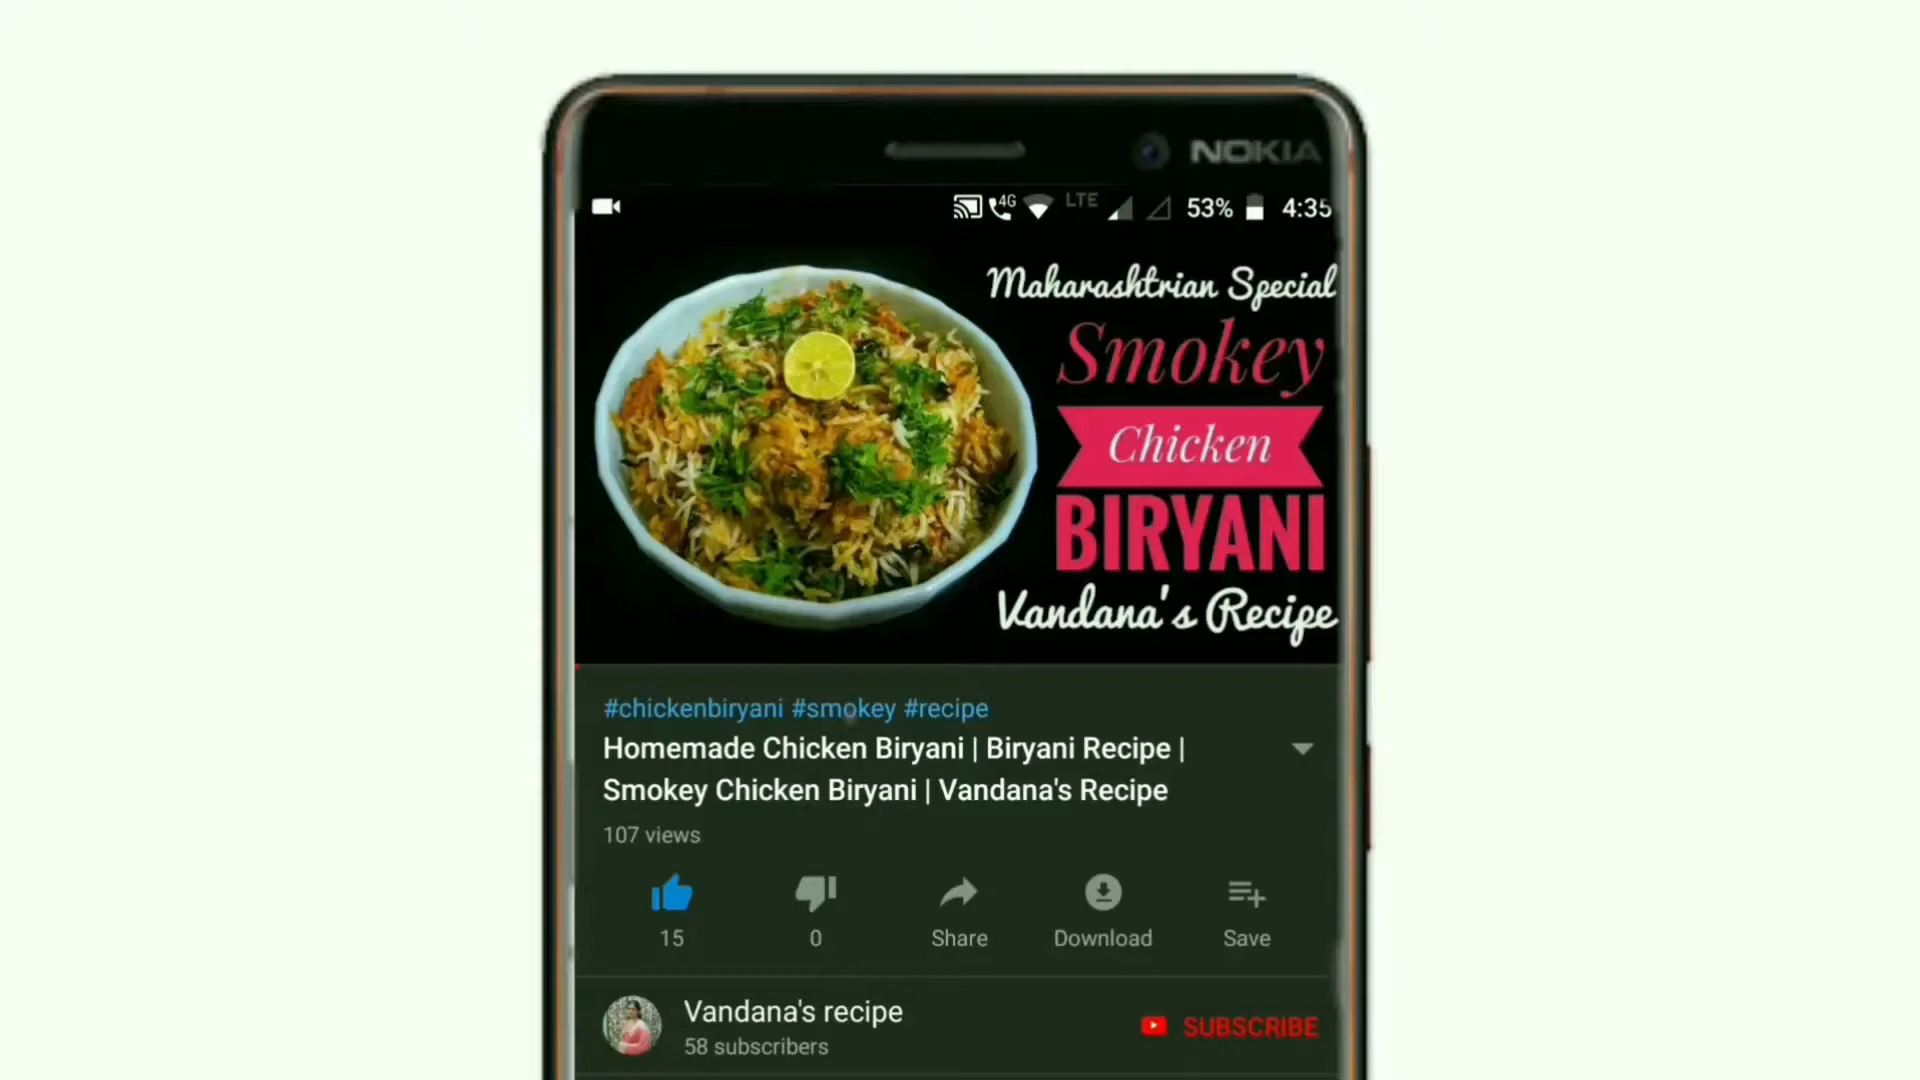 NOKIA
4G LTE 53% 4:35
Maharashtrian Special
Smokey
Chicken
BIRYANI
Vandana's Recipe
#chickenbiryani #smokey #recipe
Homemade Chicken Biryani | Biryani Recipe |
Smokey Chicken Biryani | Vandana's Recipe
107 views
15 0 Share Download Save
Vandana's recipe
58 subscribers
SUBSCRIBE